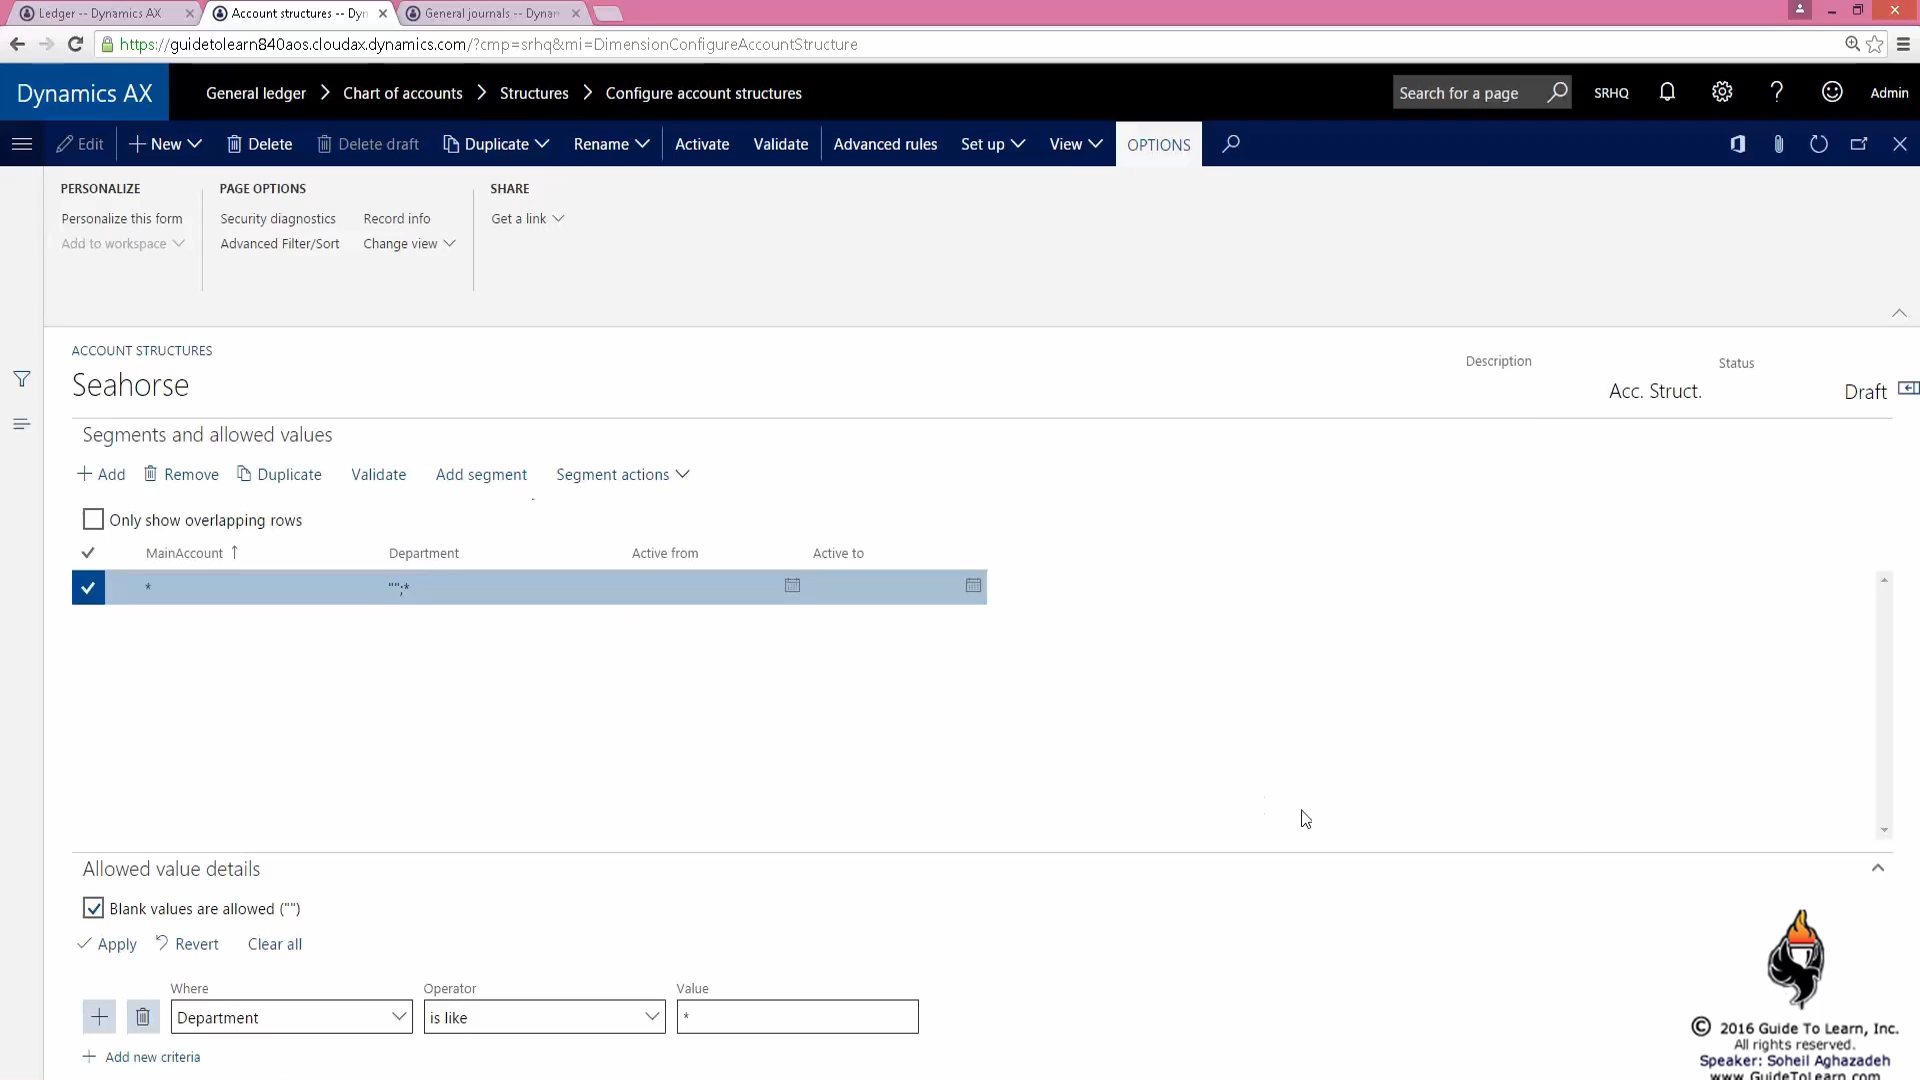 Ledger -- Dynamics AX
Account structures -- Dyn
General journals -- Dynan
https://guidetolearn840aos.cloudax.dynamics.com/?cmp=srhq&mi=DimensionConfigureAccountStructure
Dynamics AX
General ledger > Chart of accounts > Structures > Configure account structures
Search for a page
SRHQ
Admin
Edit
New
Delete
Delete draft
Duplicate
Rename
Activate
Validate
Advanced rules
Set up
View
OPTIONS
PERSONALIZE
Personalize this form
Add to workspace
PAGE OPTIONS
Security diagnostics
Record info
Advanced Filter/Sort
Change view
SHARE
Get a link
ACCOUNT STRUCTURES
Seahorse
Description
Acc. Struct.
Status
Draft
Segments and allowed values
Add
Remove
Duplicate
Validate
Add segment
Segment actions
Only show overlapping rows
MainAccount
Department
Active from
Active to
*
"";*
Allowed value details
Blank values are allowed ("")
Apply
Revert
Clear all
Where
Operator
Value
Department
is like
*
Add new criteria
© 2016 Guide To Learn, Inc.
All rights reserved.
Speaker: Soheil Aghazadeh
www.GuideToLearn.com